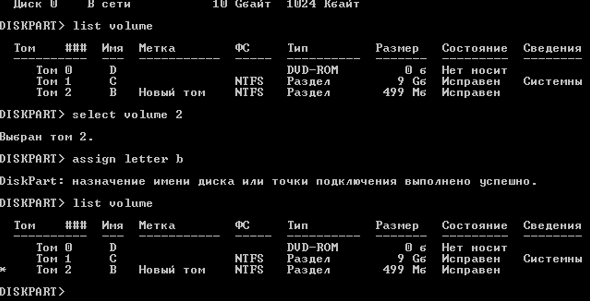 Диск 0    В сети             10 Gбайт  1024 Kбайт
DISKPART> list volume
Том    ###  Имя  Метка        ФС     Тип         Размер   Состояние  Сведения
Том 0     D                          DVD-ROM         0 б  Нет носит
Том 1     C                   NTFS   Раздел          9 Gб  Исправен   Системны
Том 2     B    Новый том      NTFS   Раздел        499 Mб  Исправен
DISKPART> select volume 2
Выбран том 2.
DISKPART> assign letter b
DiskPart: назначение имени диска или точки подключения выполнено успешно.
DISKPART> list volume
Том    ###  Имя  Метка        ФС     Тип         Размер   Состояние  Сведения
Том 0     D                          DVD-ROM         0 б  Нет носит
Том 1     C                   NTFS   Раздел          9 Gб  Исправен   Системны
* Том 2     B    Новый том      NTFS   Раздел        499 Mб  Исправен
DISKPART>